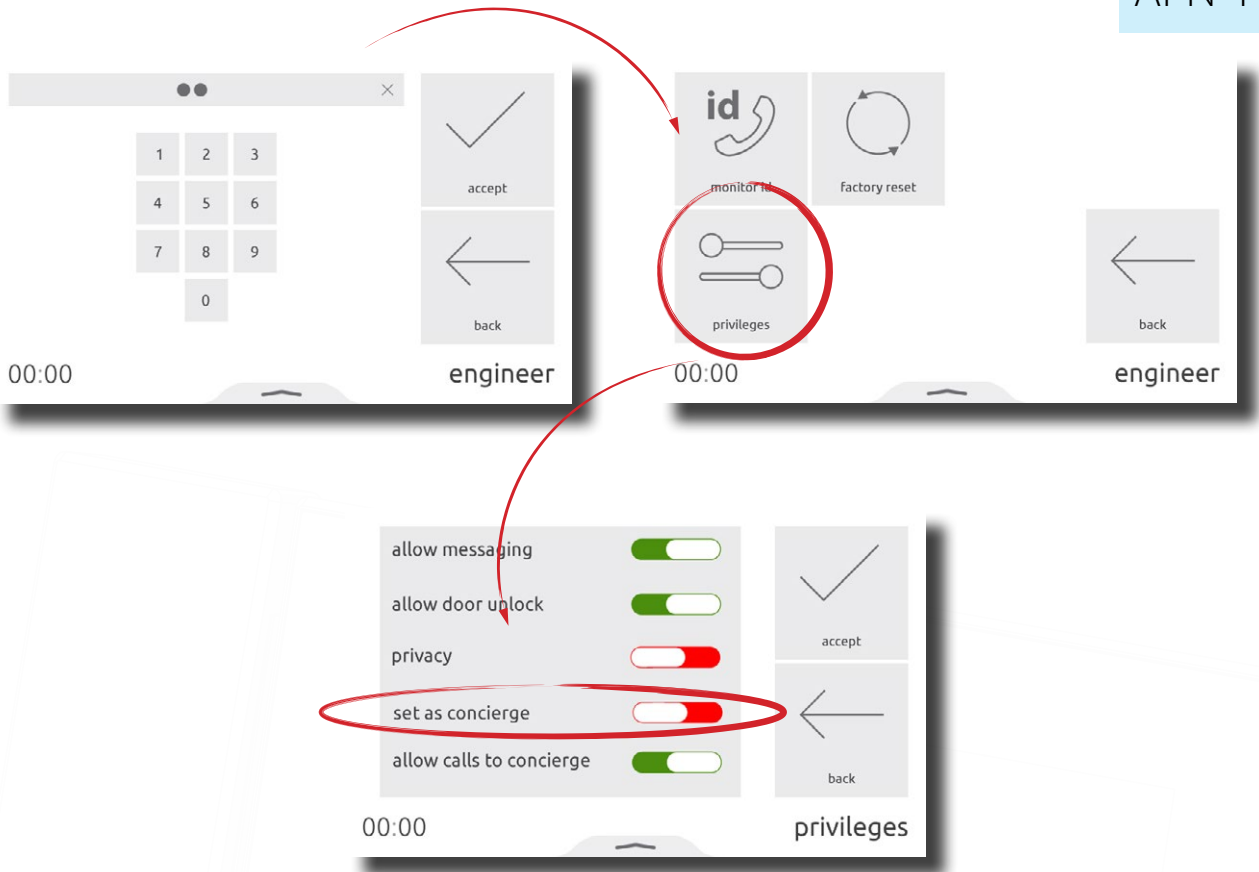 1 2 3
4 5 6
7 8 9
0
accept
back
00:00
engineer
id
monitor id
factory reset
privileges
back
00:00
engineer
allow messaging
allow door unlock
privacy
set as concierge
allow calls to concierge
accept
back
00:00
privileges